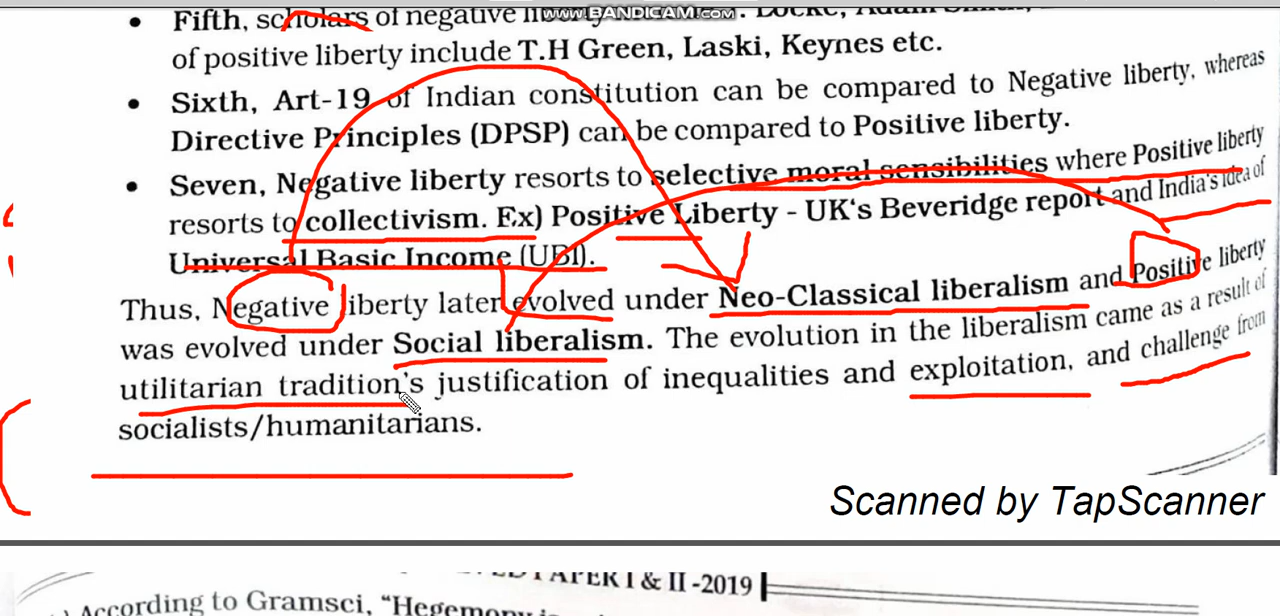 WWW.BANDICAM.COM
Fifth, scholars of negative
of positive liberty include T.H Green, Laski, Keynes etc.
Sixth, Art-19 of Indian constitution can be compared to Negative liberty, whereas
Directive Principles (DPSP) can be compared to Positive liberty.
Seven, Negative liberty resorts to selective moral sensibilities where Positive liberty
resorts to collectivism. Ex) Positive Liberty - UK's Beveridge report and India's idea of
Universal Basic Income (UBI).
Thus, Negative liberty later evolved under Neo-Classical liberalism and Positive liberty
was evolved under Social liberalism. The evolution in the liberalism came as a result of
utilitarian tradition's justification of inequalities and exploitation, and challenge from
socialists/humanitarians.
Scanned by TapScanner
PAPER I & II -2019
According to Gramsci, "Hegemony